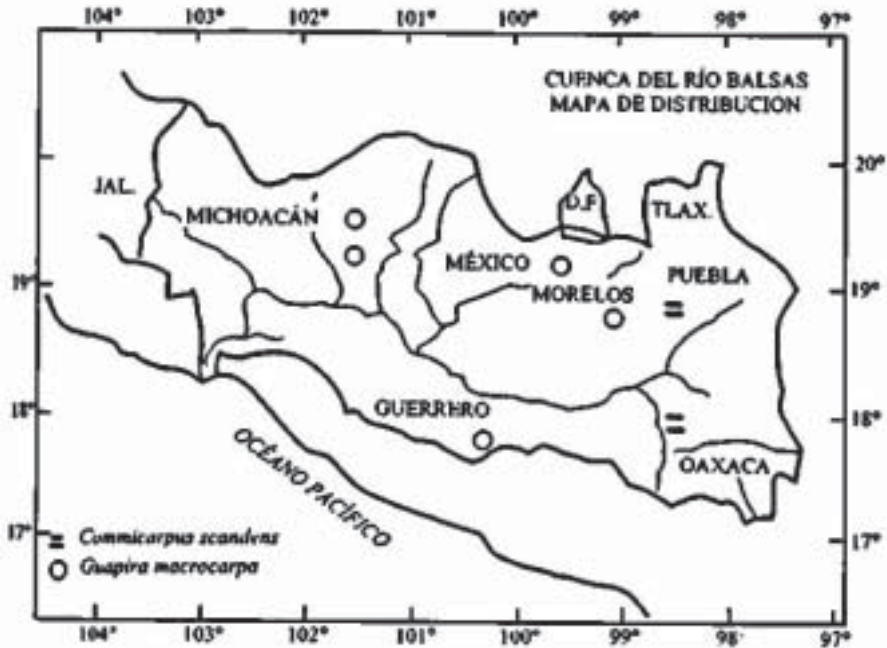 104° 103° 102° 101° 100° 99° 98° 97°
CUENCA DEL RÍO BALSAS
MAPA DE DISTRIBUCION
20°
JAL.
D.F
TLAX.
MICHOACÁN
MÉXICO
PUEBLA
19° 19°
MORELOS
18° 18°
GUERRERO
OAXACA
OCÉANO PACÍFICO
17° 17°
Commicarpus scandens
Guapira macrocarpa
104° 103° 102° 101° 100° 99° 98° 97°